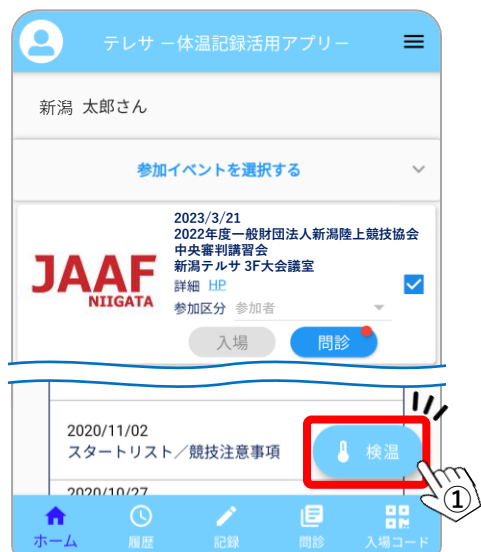 テレサ －体温記録活用アプリ－
新潟 太郎さん
参加イベントを選択する
2023/3/21
2022年度一般財団法人新潟陸上競技協会
中央審判講習会
新潟テルサ 3F大会議室
JAAF
NIIGATA
詳細 HP
参加区分 参加者
入場 問診
2020/11/02
スタートリスト／競技注意事項
検温
①
2020/10/27
ホーム 履歴 記録 問診 入場コード